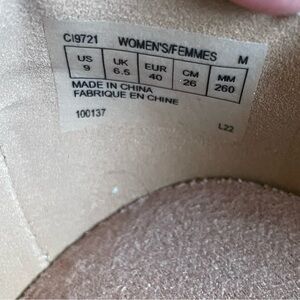 CI9721 WOMEN'S/FEMMES M
US UK EUR CM MM
9 6.5 40 26 260
MADE IN CHINA
FABRIQUE EN CHINE
100137 L22